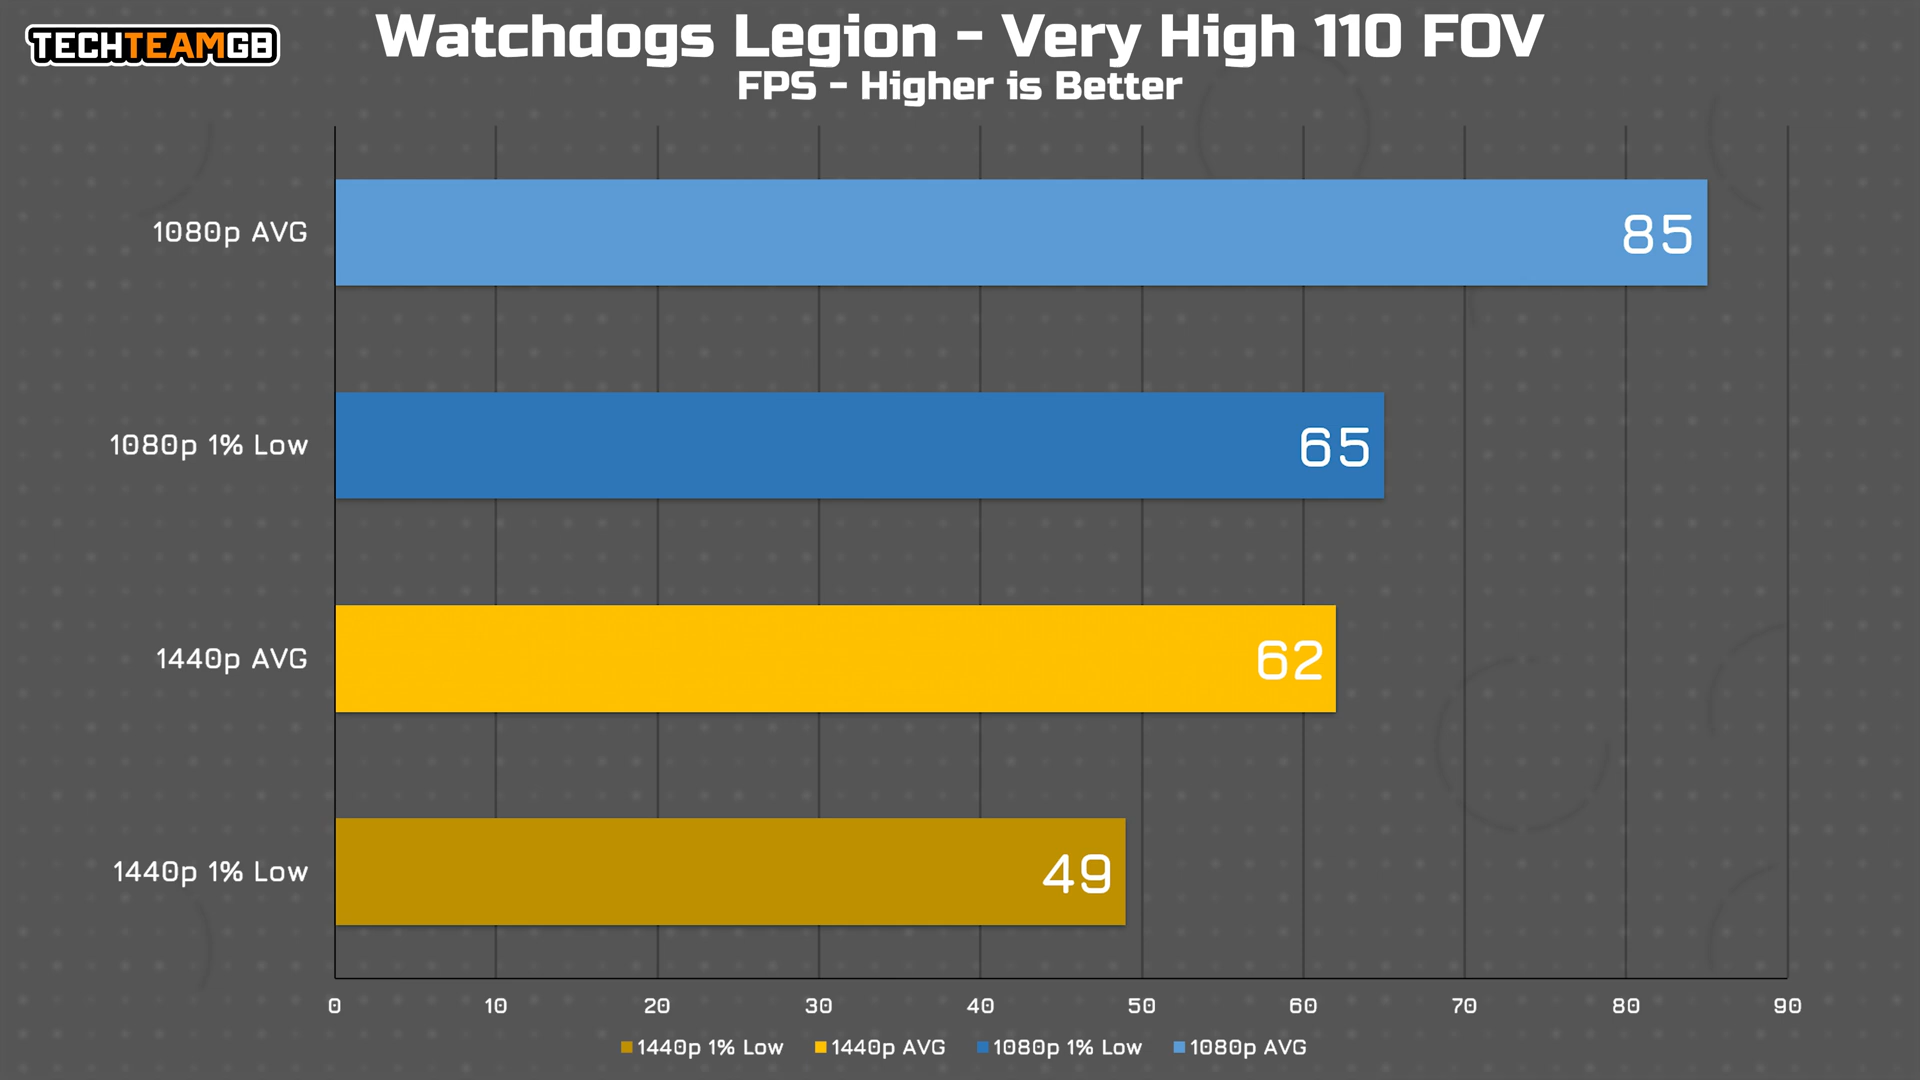 TECHTEAMGB
Watchdogs Legion - Very High 110 FOV
FPS - Higher is Better
1080p AVG
85
1080p 1% Low
65
1440p AVG
62
1440p 1% Low
49
0 10 20 30 40 50 60 70 80 90
1440p 1% Low 1440p AVG 1080p 1% Low 1080p AVG